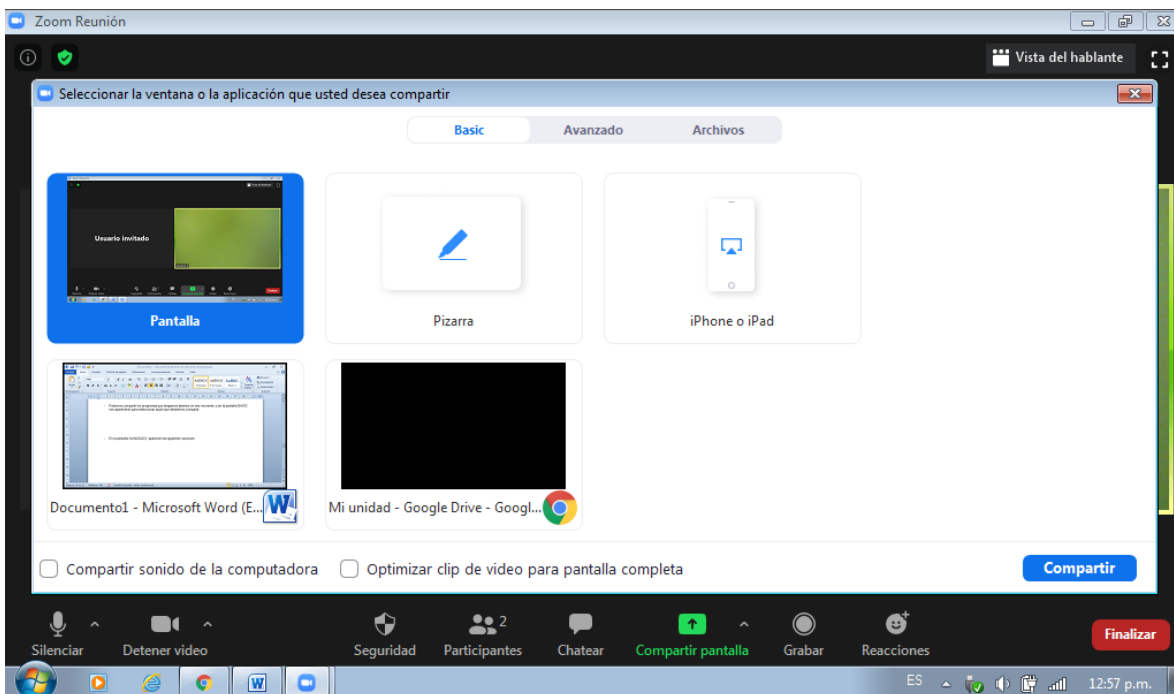 Zoom Reunión
Vista del hablante
Seleccionar la ventana o la aplicación que usted desea compartir
Basic Avanzado Archivos
Usuario invitado
Pantalla
Pizarra
iPhone o iPad
Documento1 - Microsoft Word (E...
Mi unidad - Google Drive - Googl...
Compartir sonido de la computadora
Optimizar clip de video para pantalla completa
Compartir
Silenciar
Detener video
Seguridad
2
Participantes
Chatear
Compartir pantalla
Grabar
Reacciones
Finalizar
ES
12:57 p.m.